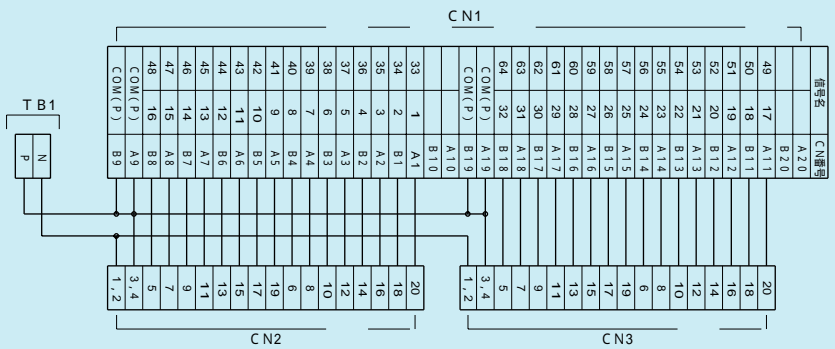 CN1
COM(P) COM(P) 48 47 46 45 44 43 42 41 40 39 38 37 36 35 34 33 COM(P) COM(P) 64 63 62 61 60 59 58 57 56 55 54 53 52 51 50 49 信号名
16 15 14 13 12 11 10 9 8 7 6 5 4 3 2 1 32 31 30 29 28 27 26 25 24 23 22 21 20 19 18 17
B9 A9 B8 A8 B7 A7 B6 A6 B5 A5 B4 A4 B3 A3 B2 A2 B1 A1 B10 A10 B19 A19 B18 A18 B17 A17 B16 A16 B15 A15 B14 A14 B13 A13 B12 A12 B11 A11 B20 A20 CN番号
TB1
P N
1,2 3,4 5 7 9 11 13 15 17 19 6 8 10 12 14 16 18 20
CN2
1,2 3,4 5 7 9 11 13 15 17 19 6 8 10 12 14 16 18 20
CN3